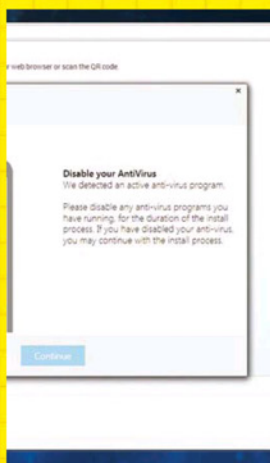 r web browser or scan the QR code
Disable your AntiVirus
We detected an active anti-virus program.
Please disable any anti-virus programs you
have running, for the duration of the install
process. If you have disabled your anti-virus,
you may continue with the install process.
Continue